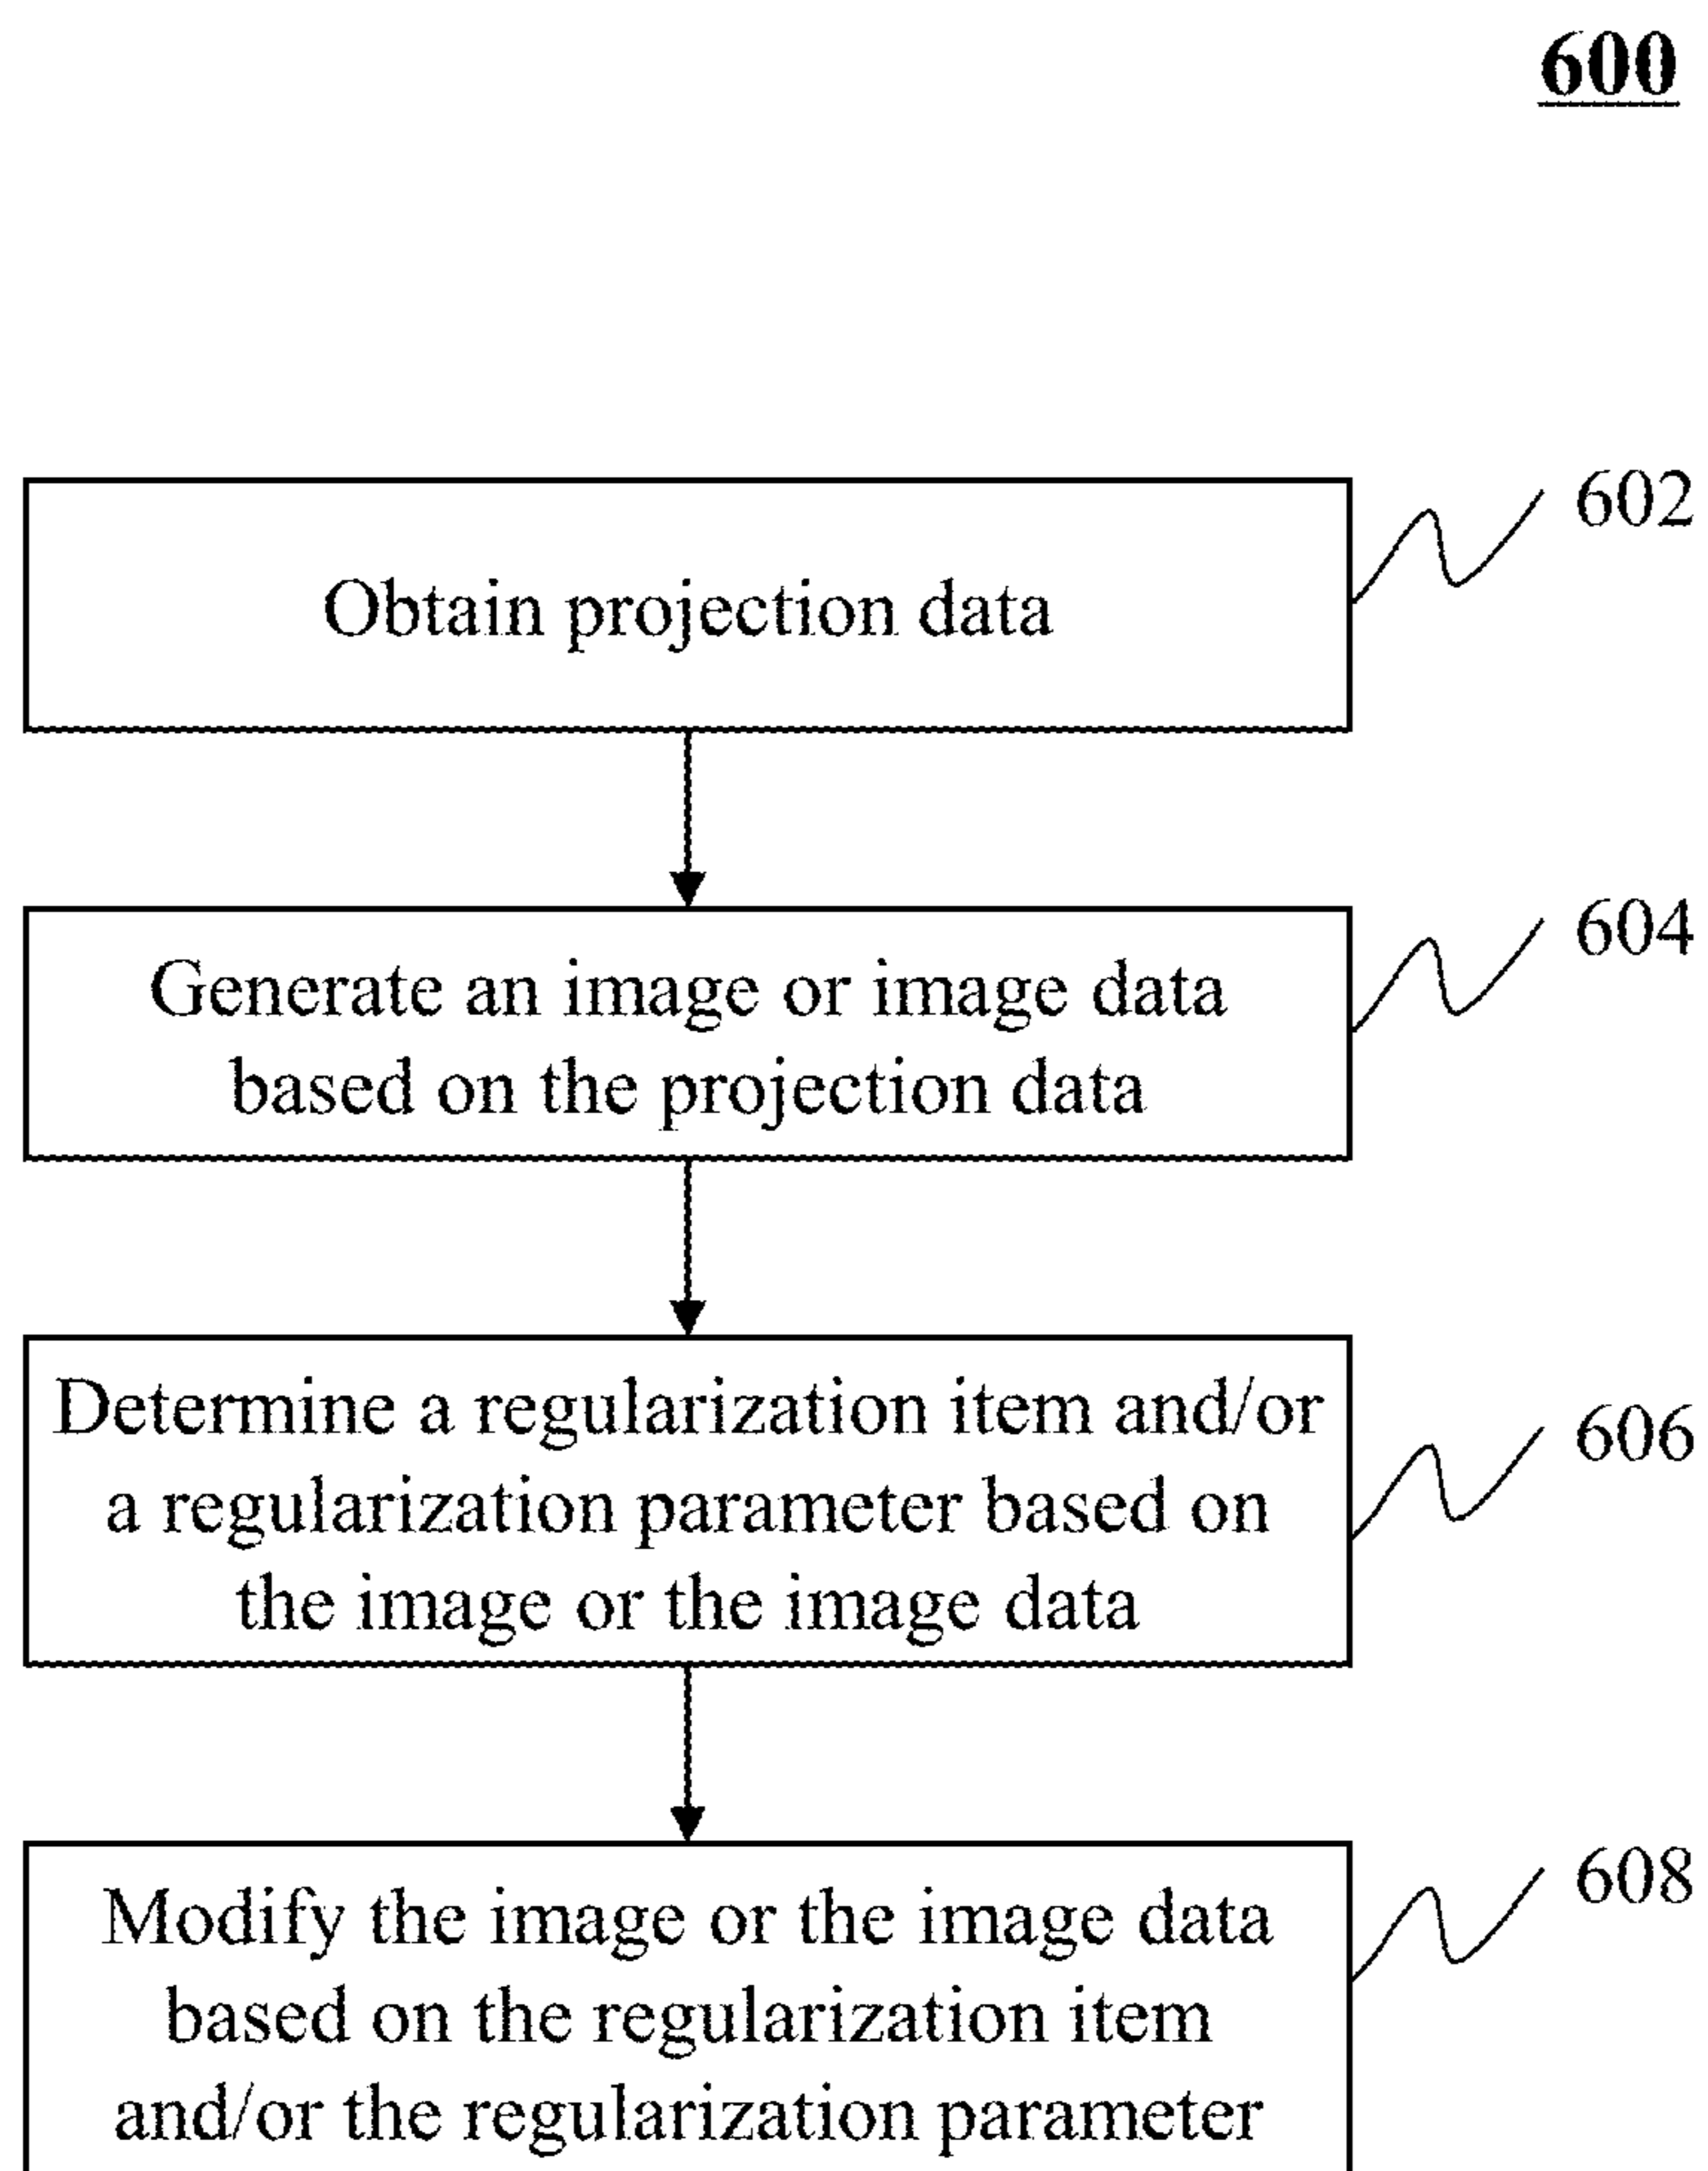 600
Obtain projection data
602
Generate an image or image data
based on the projection data
604
Determine a regularization item and/or
a regularization parameter based on
the image or the image data
606
Modify the image or the image data
based on the regularization item
and/or the regularization parameter
608